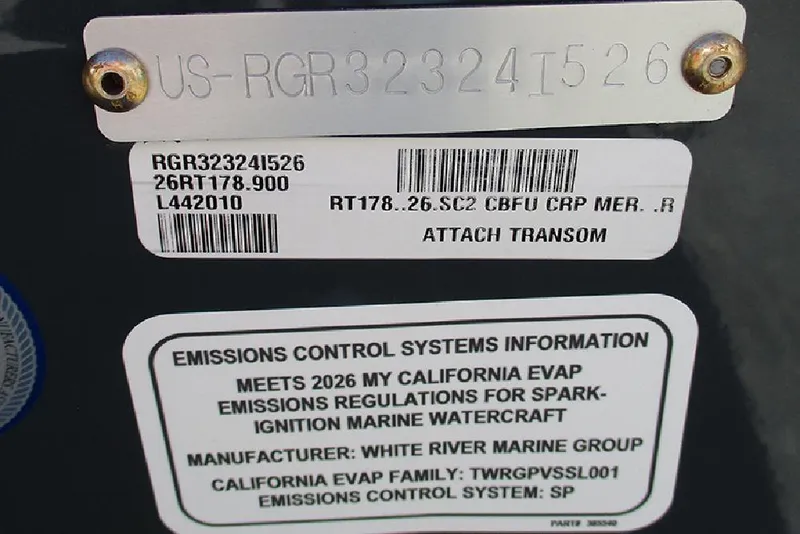 US-RGR32324I526
RGR32324I526
26RT178.900
L442010
RT178..26.SC2 CBFU CRP MER. .R
ATTACH TRANSOM
EMISSIONS CONTROL SYSTEMS INFORMATION
MEETS 2026 MY CALIFORNIA EVAP
EMISSIONS REGULATIONS FOR SPARK-
IGNITION MARINE WATERCRAFT
MANUFACTURER: WHITE RIVER MARINE GROUP
CALIFORNIA EVAP FAMILY: TWRGPVSSL001
EMISSIONS CONTROL SYSTEM: SP
PART#